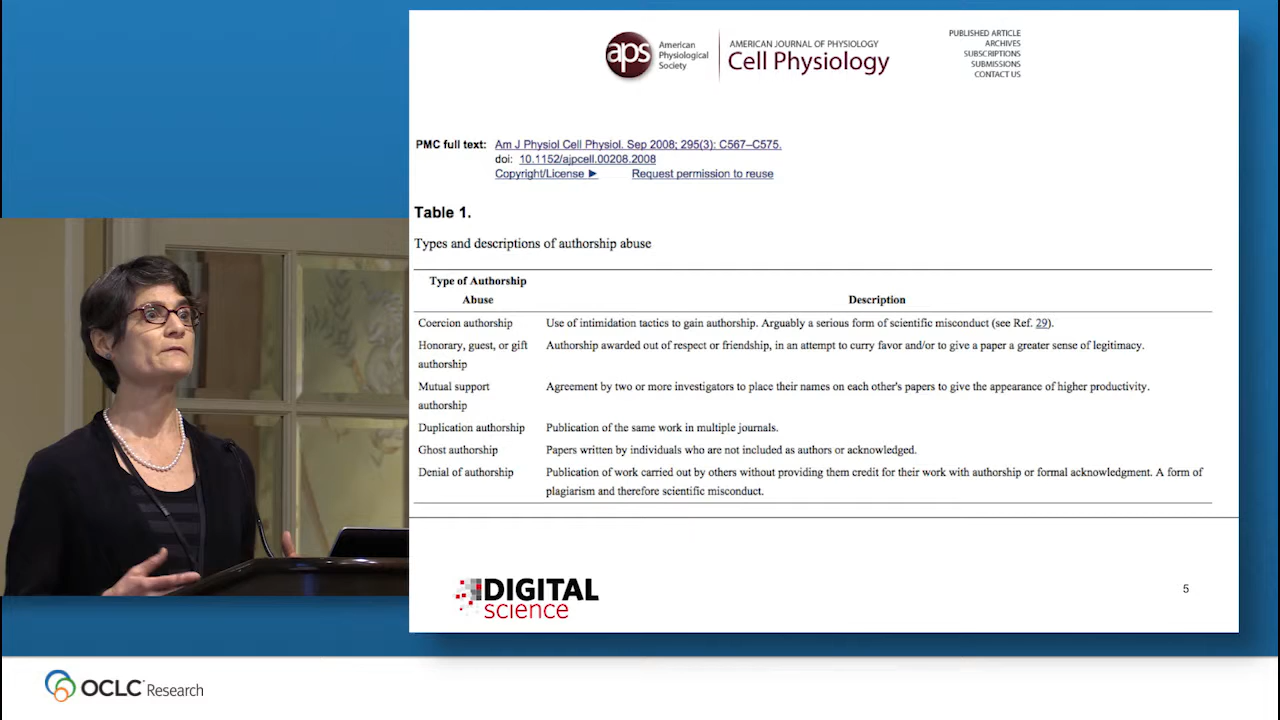 aps
American
Physiological
Society
AMERICAN JOURNAL OF PHYSIOLOGY
Cell Physiology
PUBLISHED ARTICLE
ARCHIVES
SUBSCRIPTIONS
SUBMISSIONS
CONTACT US
PMC full text: Am J Physiol Cell Physiol. Sep 2008; 295(3): C567–C575.
doi: 10.1152/ajpcell.00208.2008
Copyright/License ► Request permission to reuse
Table 1.
Types and descriptions of authorship abuse
Type of Authorship
Abuse Description
Coercion authorship Use of intimidation tactics to gain authorship. Arguably a serious form of scientific misconduct (see Ref. 29).
Honorary, guest, or gift Authorship awarded out of respect or friendship, in an attempt to curry favor and/or to give a paper a greater sense of legitimacy.
authorship
Mutual support Agreement by two or more investigators to place their names on each other's papers to give the appearance of higher productivity.
authorship
Duplication authorship Publication of the same work in multiple journals.
Ghost authorship Papers written by individuals who are not included as authors or acknowledged.
Denial of authorship Publication of work carried out by others without providing them credit for their work with authorship or formal acknowledgment. A form of
plagiarism and therefore scientific misconduct.
DIGITAL
science
5
OCLC Research